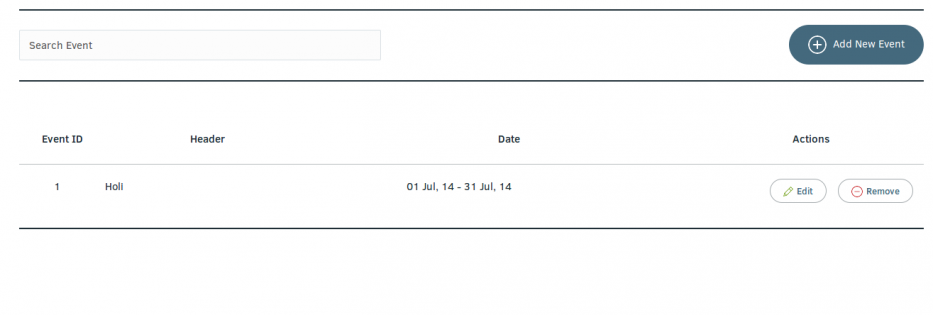 Search Event
Add New Event
Event ID Header Date Actions
1 Holi 01 Jul, 14 - 31 Jul, 14 Edit Remove